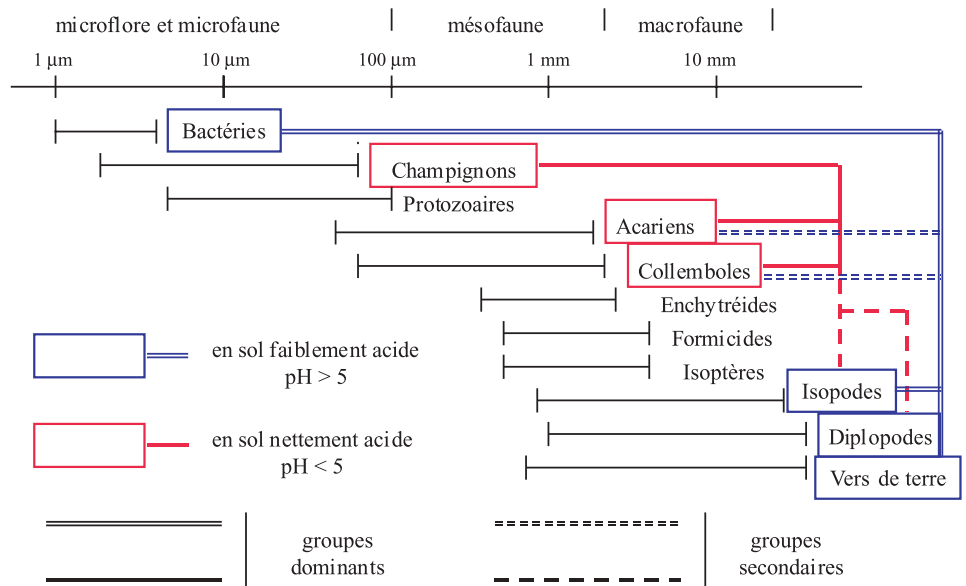 microflore et microfaune
mésofaune
macrofaune
1 µm
10 µm
100 µm
1 mm
10 mm
Bactéries
Champignons
Protozoaires
Acariens
Collemboles
Enchytréides
Formicides
Isoptères
Isopodes
Diplopodes
Vers de terre
en sol faiblement acide
pH > 5
en sol nettement acide
pH < 5
groupes
dominants
groupes
secondaires